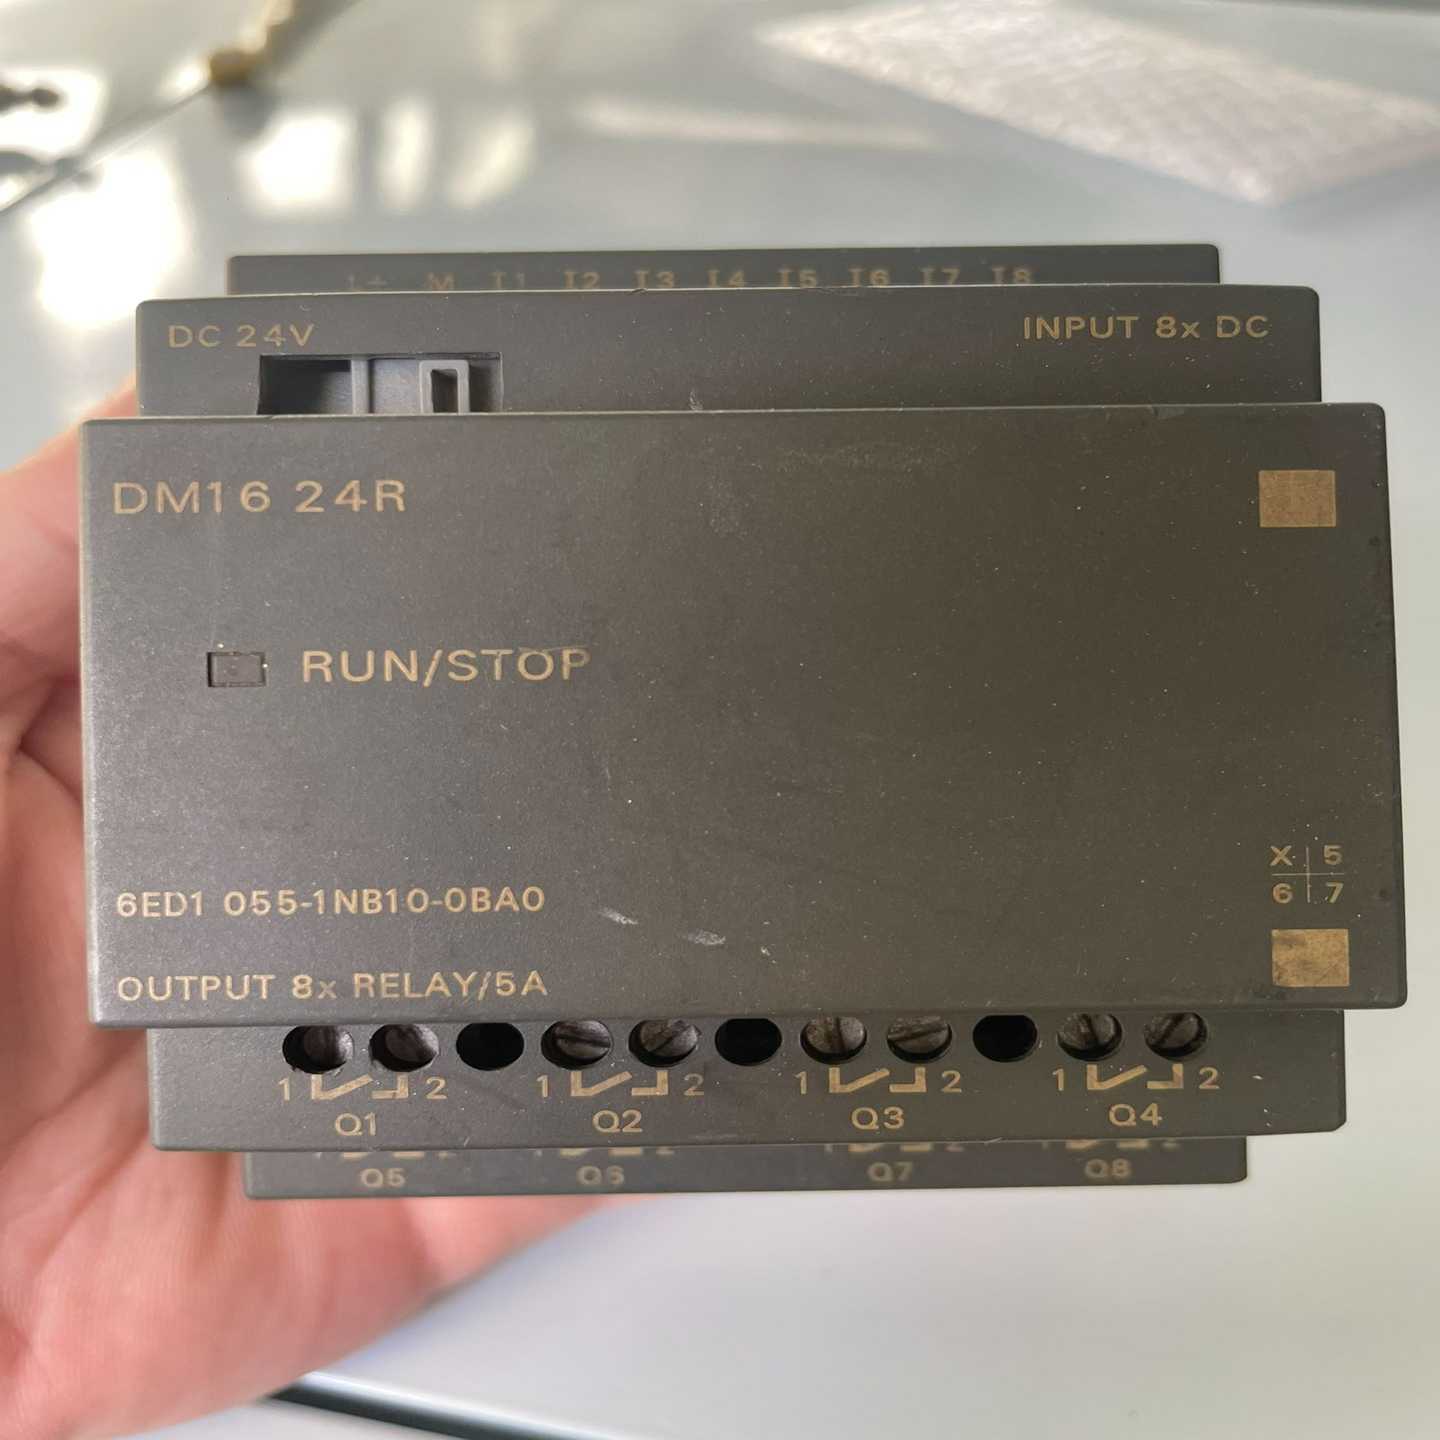 L+ M I1 I2 I3 I4 I5 I6 I7 I8
DC 24V INPUT 8x DC
DM16 24R
RUN/STOP
X 5
6 7
6ED1 055-1NB10-0BA0
OUTPUT 8x RELAY/5A
1 2 1 2 1 2 1 2
Q1 Q2 Q3 Q4
Q5 Q6 Q7 Q8